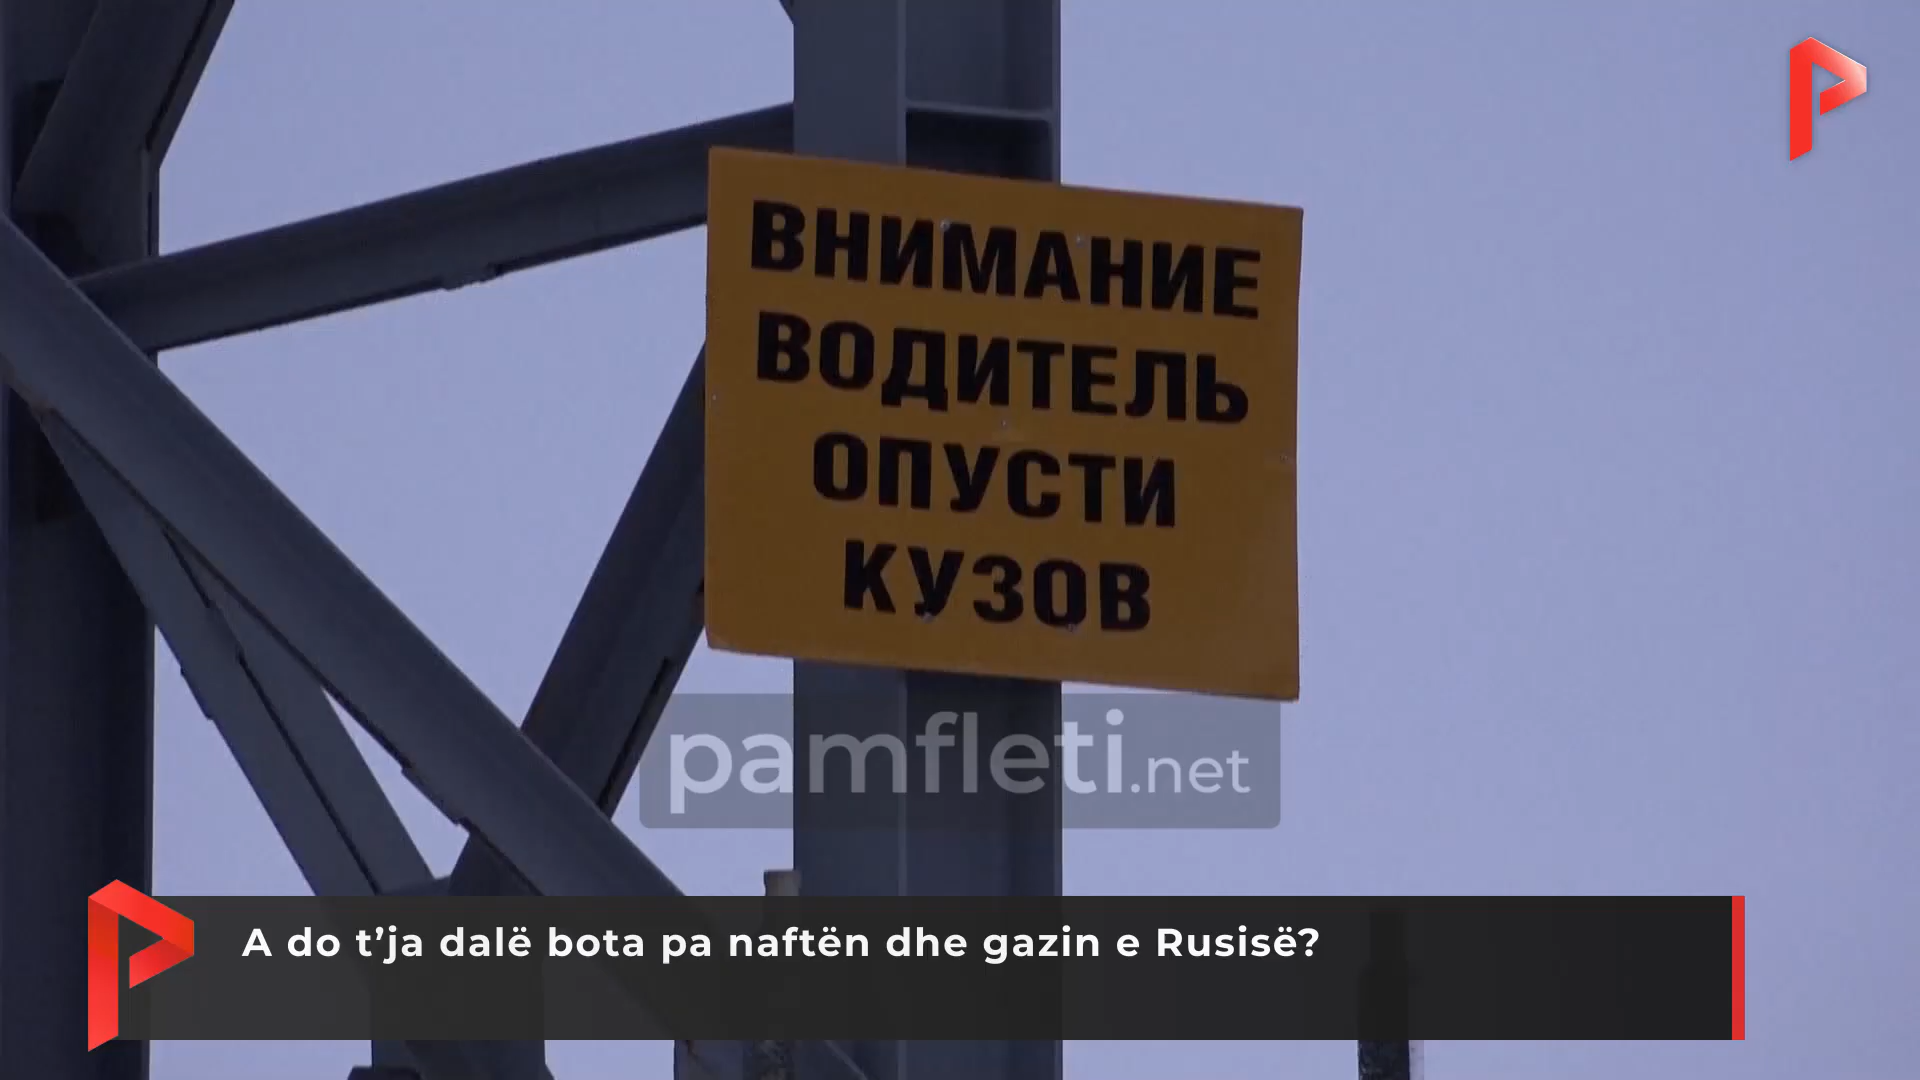 ВНИМАНИЕ
ВОДИТЕЛЬ
ОПУСТИ
КУЗОВ
pamfleti.net
A do t’ja dalë bota pa naftën dhe gazin e Rusisë?